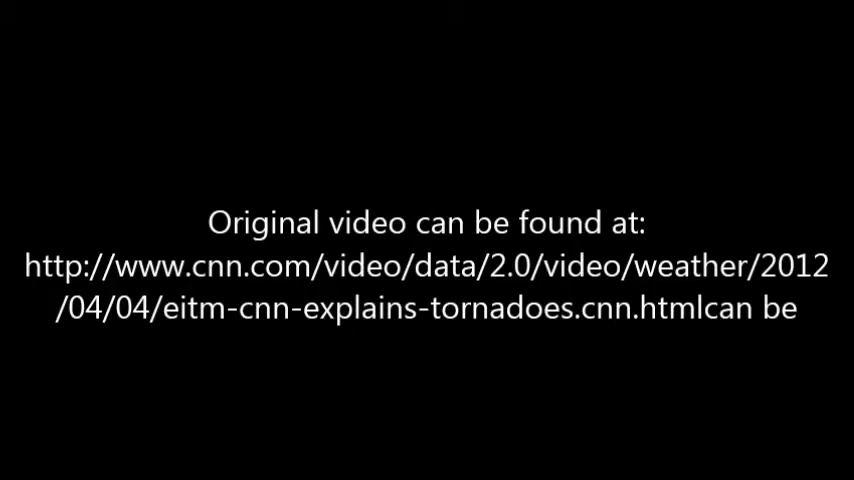 Original video can be found at:
http://www.cnn.com/video/data/2.0/video/weather/2012
/04/04/eitm-cnn-explains-tornadoes.cnn.htmlcan be